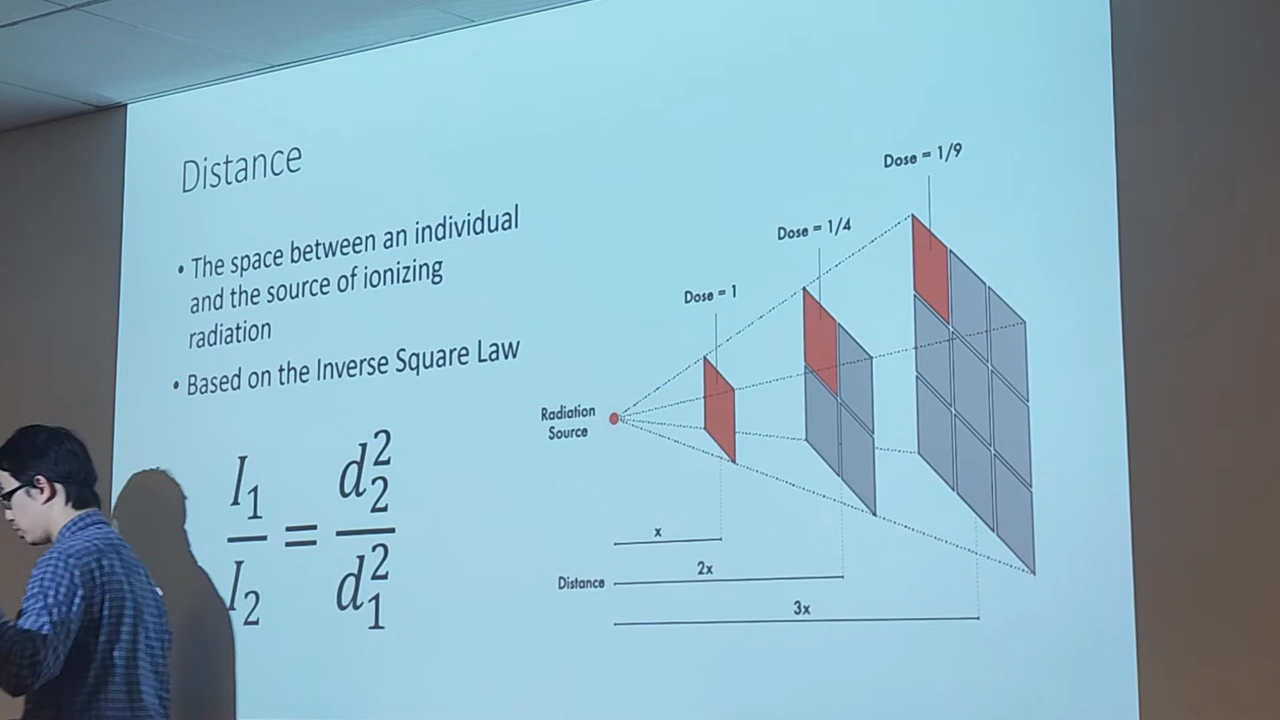 Distance
• The space between an individual
and the source of ionizing
radiation
• Based on the Inverse Square Law
I₁/I₂ = d₂²/d₁²
Dose = 1/9
Dose = 1/4
Dose = 1
Radiation
Source
x
2x
Distance
3x